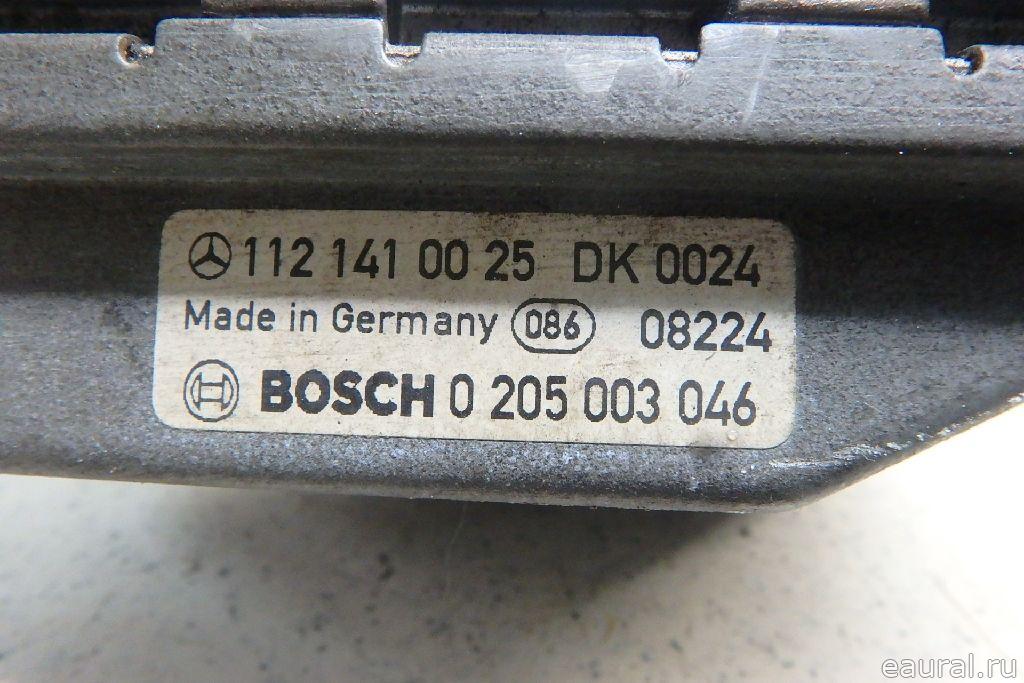 112 141 00 25 DK 0024
Made in Germany 086 08224
BOSCH 0 205 003 046
eaural.ru